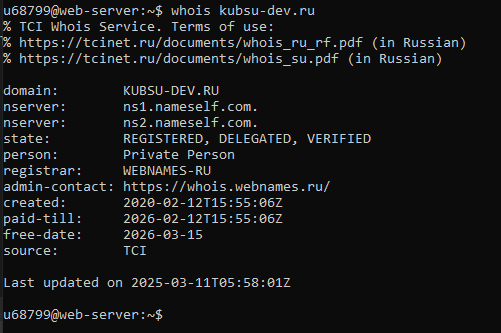 u68799@web-server:~$ whois kubsu-dev.ru
% TCI Whois Service. Terms of use:
% https://tcinet.ru/documents/whois_ru_rf.pdf (in Russian)
% https://tcinet.ru/documents/whois_su.pdf (in Russian)

domain:        KUBSU-DEV.RU
nserver:       ns1.nameself.com.
nserver:       ns2.nameself.com.
state:         REGISTERED, DELEGATED, VERIFIED
person:        Private Person
registrar:     WEBNAMES-RU
admin-contact: https://whois.webnames.ru/
created:       2020-02-12T15:55:06Z
paid-till:     2026-02-12T15:55:06Z
free-date:     2026-03-15
source:        TCI

Last updated on 2025-03-11T05:58:01Z

u68799@web-server:~$